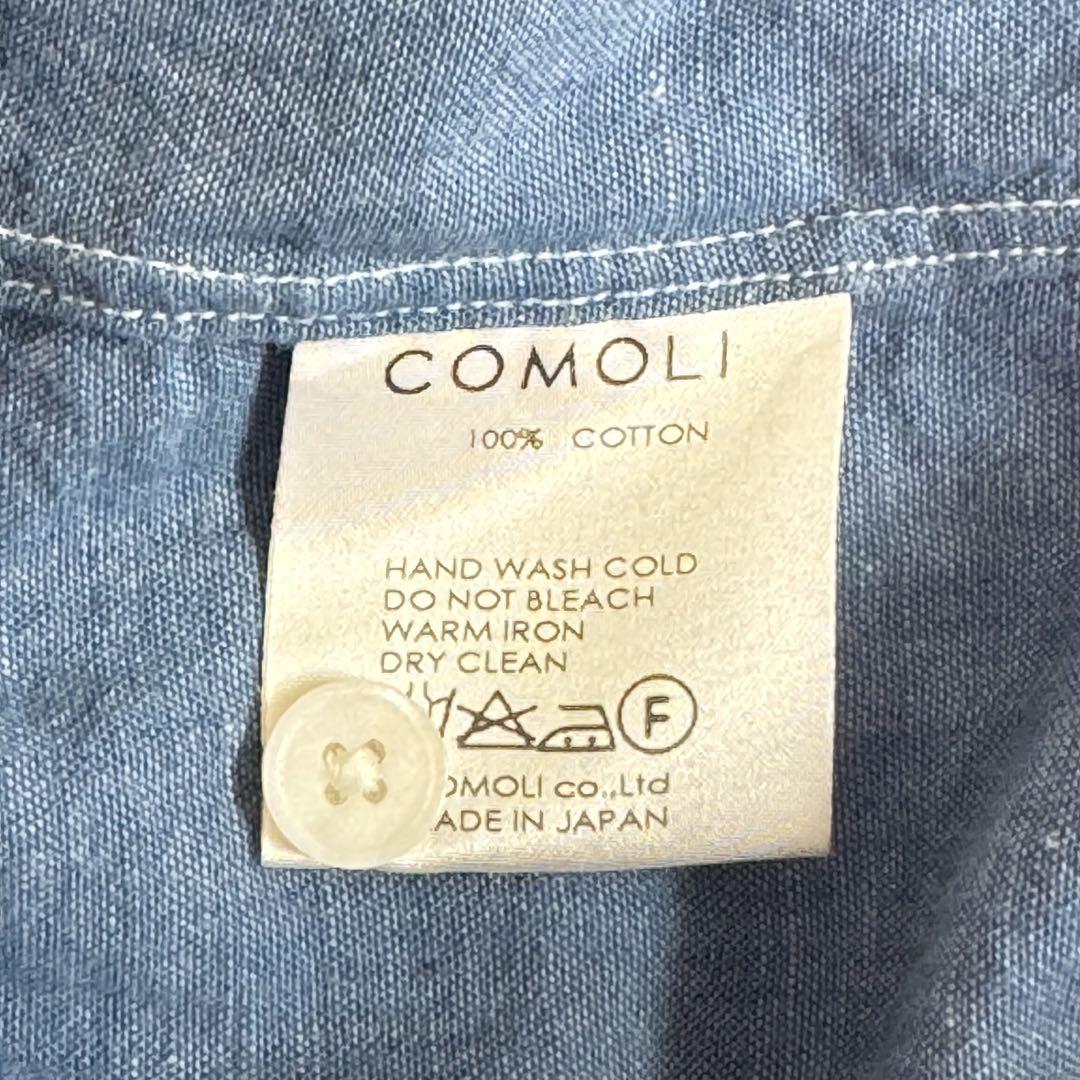 COMOLI
100% COTTON
HAND WASH COLD
DO NOT BLEACH
WARM IRON
DRY CLEAN
F
OMOLI co.,Ltd
ADE IN JAPAN